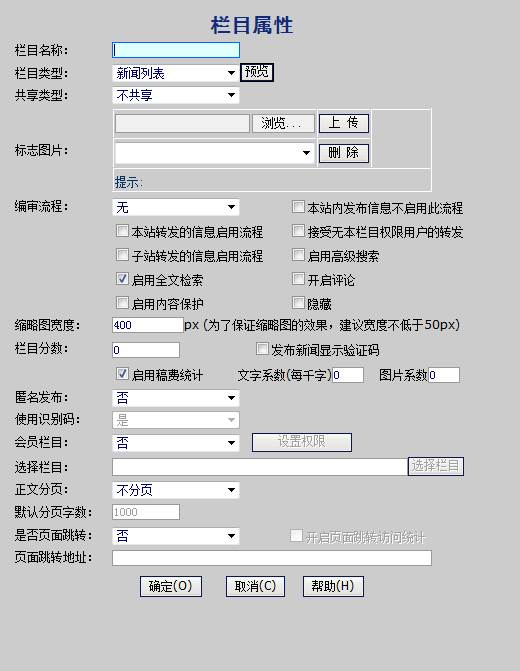 栏目属性
栏目名称:
栏目类型: 新闻列表 预览
共享类型: 不共享
浏览... 上 传
标志图片: 删 除
提示:
编审流程: 无 本站内发布信息不启用此流程
本站转发的信息启用流程 接受无本栏目权限用户的转发
子站转发的信息启用流程 启用高级搜索
启用全文检索 开启评论
启用内容保护 隐藏
缩略图宽度: 400 px (为了保证缩略图的效果，建议宽度不低于50px)
栏目分数: 0 发布新闻显示验证码
启用稿费统计 文字系数(每千字) 0 图片系数 0
匿名发布: 否
使用识别码: 是
会员栏目: 否 设置权限
选择栏目: 选择栏目
正文分页: 不分页
默认分页字数: 1000
是否页面跳转: 否 开启页面跳转访问统计
页面跳转地址:
确定(O) 取消(C) 帮助(H)